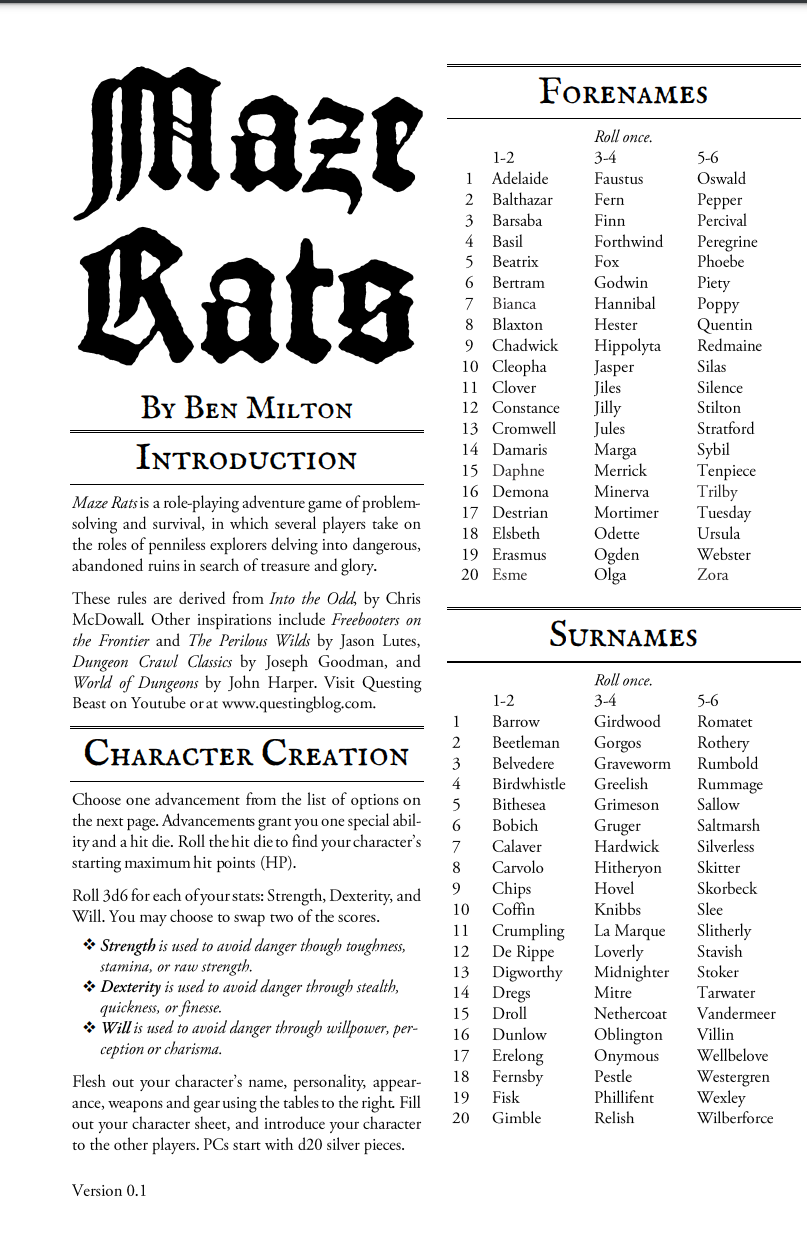 Maze
Rats
By Ben Milton
Introduction
Maze Rats is a role-playing adventure game of problem-
solving and survival, in which several players take on
the roles of penniless explorers delving into dangerous,
abandoned ruins in search of treasure and glory.
These rules are derived from Into the Odd, by Chris
McDowall. Other inspirations include Freebooters on
the Frontier and The Perilous Wilds by Jason Lutes,
Dungeon Crawl Classics by Joseph Goodman, and
World of Dungeons by John Harper. Visit Questing
Beast on Youtube or at www.questingblog.com.
Character Creation
Choose one advancement from the list of options on
the next page. Advancements grant you one special abil-
ity and a hit die. Roll the hit die to find your character's
starting maximum hit points (HP).
Roll 3d6 for each of your stats: Strength, Dexterity, and
Will. You may choose to swap two of the scores.
❖ Strength is used to avoid danger though toughness,
stamina, or raw strength.
❖ Dexterity is used to avoid danger through stealth,
quickness, or finesse.
❖ Will is used to avoid danger through willpower, per-
ception or charisma.
Flesh out your character's name, personality, appear-
ance, weapons and gear using the tables to the right. Fill
out your character sheet, and introduce your character
to the other players. PCs start with d20 silver pieces.
Version 0.1
Forenames
Roll once.
1-2 3-4 5-6
1 Adelaide Faustus Oswald
2 Balthazar Fern Pepper
3 Barsaba Finn Percival
4 Basil Forthwind Peregrine
5 Beatrix Fox Phoebe
6 Bertram Godwin Piety
7 Bianca Hannibal Poppy
8 Blaxton Hester Quentin
9 Chadwick Hippolyta Redmaine
10 Cleopha Jasper Silas
11 Clover Jiles Silence
12 Constance Jilly Stilton
13 Cromwell Jules Stratford
14 Damaris Marga Sybil
15 Daphne Merrick Tenpiece
16 Demona Minerva Trilby
17 Destrian Mortimer Tuesday
18 Elsbeth Odette Ursula
19 Erasmus Ogden Webster
20 Esme Olga Zora
Surnames
Roll once.
1-2 3-4 5-6
1 Barrow Girdwood Romatet
2 Beetleman Gorgos Rothery
3 Belvedere Graveworm Rumbold
4 Birdwhistle Greelish Rummage
5 Bithesea Grimeson Sallow
6 Bobich Gruger Saltmarsh
7 Calaver Hardwick Silverless
8 Carvolo Hitheryon Skitter
9 Chips Hovel Skorbeck
10 Coffin Knibbs Slee
11 Crumpling La Marque Slitherly
12 De Rippe Loverly Stavish
13 Digworthy Midnighter Stoker
14 Dregs Mitre Tarwater
15 Droll Nethercoat Vandermeer
16 Dunlow Oblington Villin
17 Erelong Onymous Wellbelove
18 Fernsby Pestle Westergren
19 Fisk Phillifent Wexley
20 Gimble Relish Wilberforce